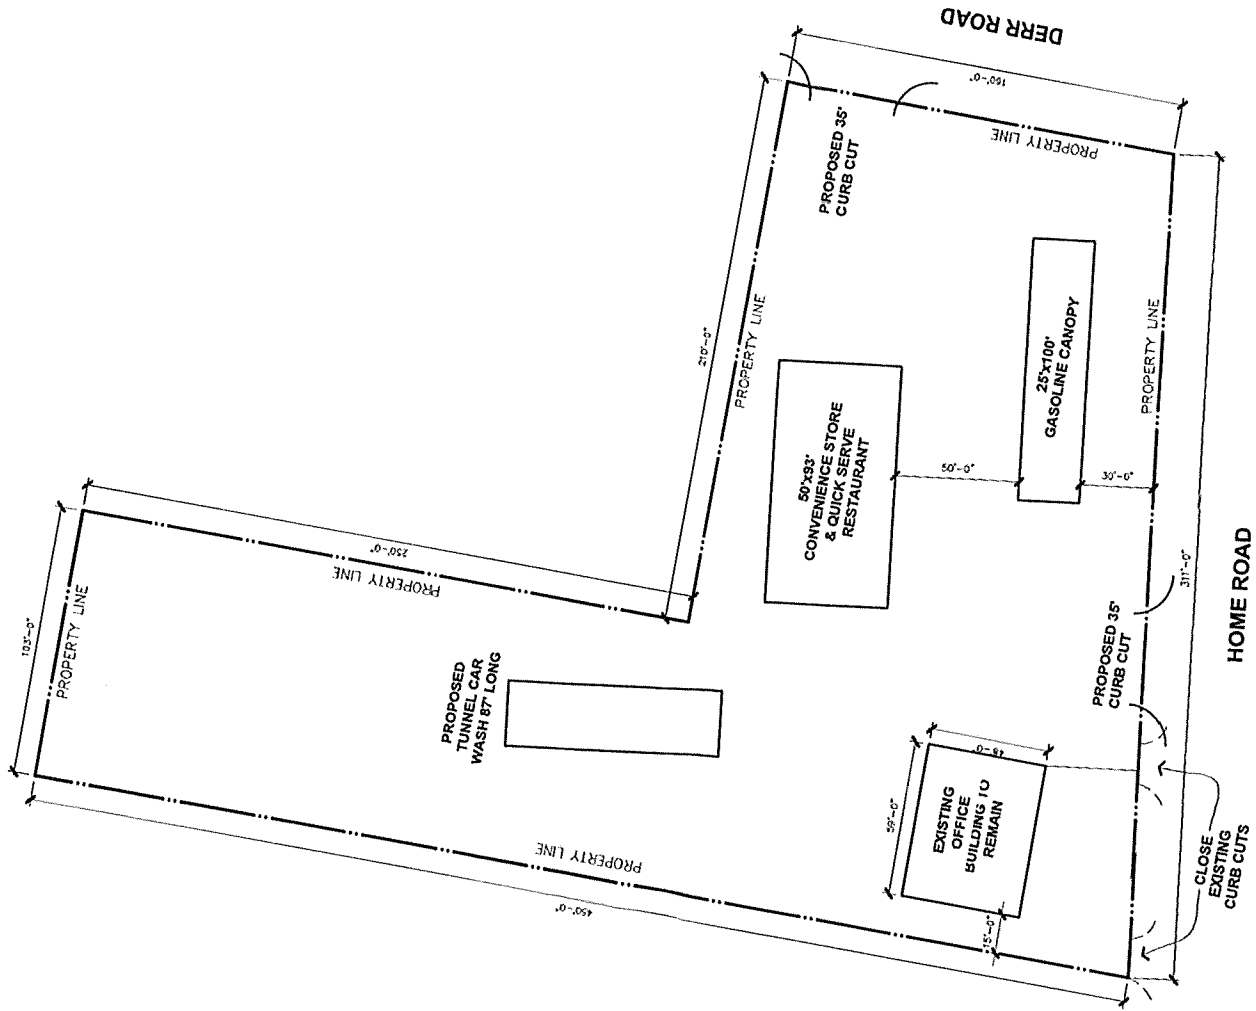 DERR ROAD
160'-0"
PROPERTY LINE
PROPOSED 35'
CURB CUT
210'-0"
PROPERTY LINE
25'x100'
GASOLINE CANOPY
PROPERTY LINE
50'x93'
CONVENIENCE STORE
& QUICK SERVE
RESTAURANT
50'-0"
30'-0"
103'-0"
PROPERTY LINE
250'-0"
PROPERTY LINE
PROPOSED
TUNNEL CAR
WASH 87' LONG
PROPOSED 35'
CURB CUT
311'-0"
HOME ROAD
48'-0"
59'-0"
EXISTING
OFFICE
BUILDING TO
REMAIN
15'-0"
PROPERTY LINE
450'-0"
CLOSE
EXISTING
CURB CUTS